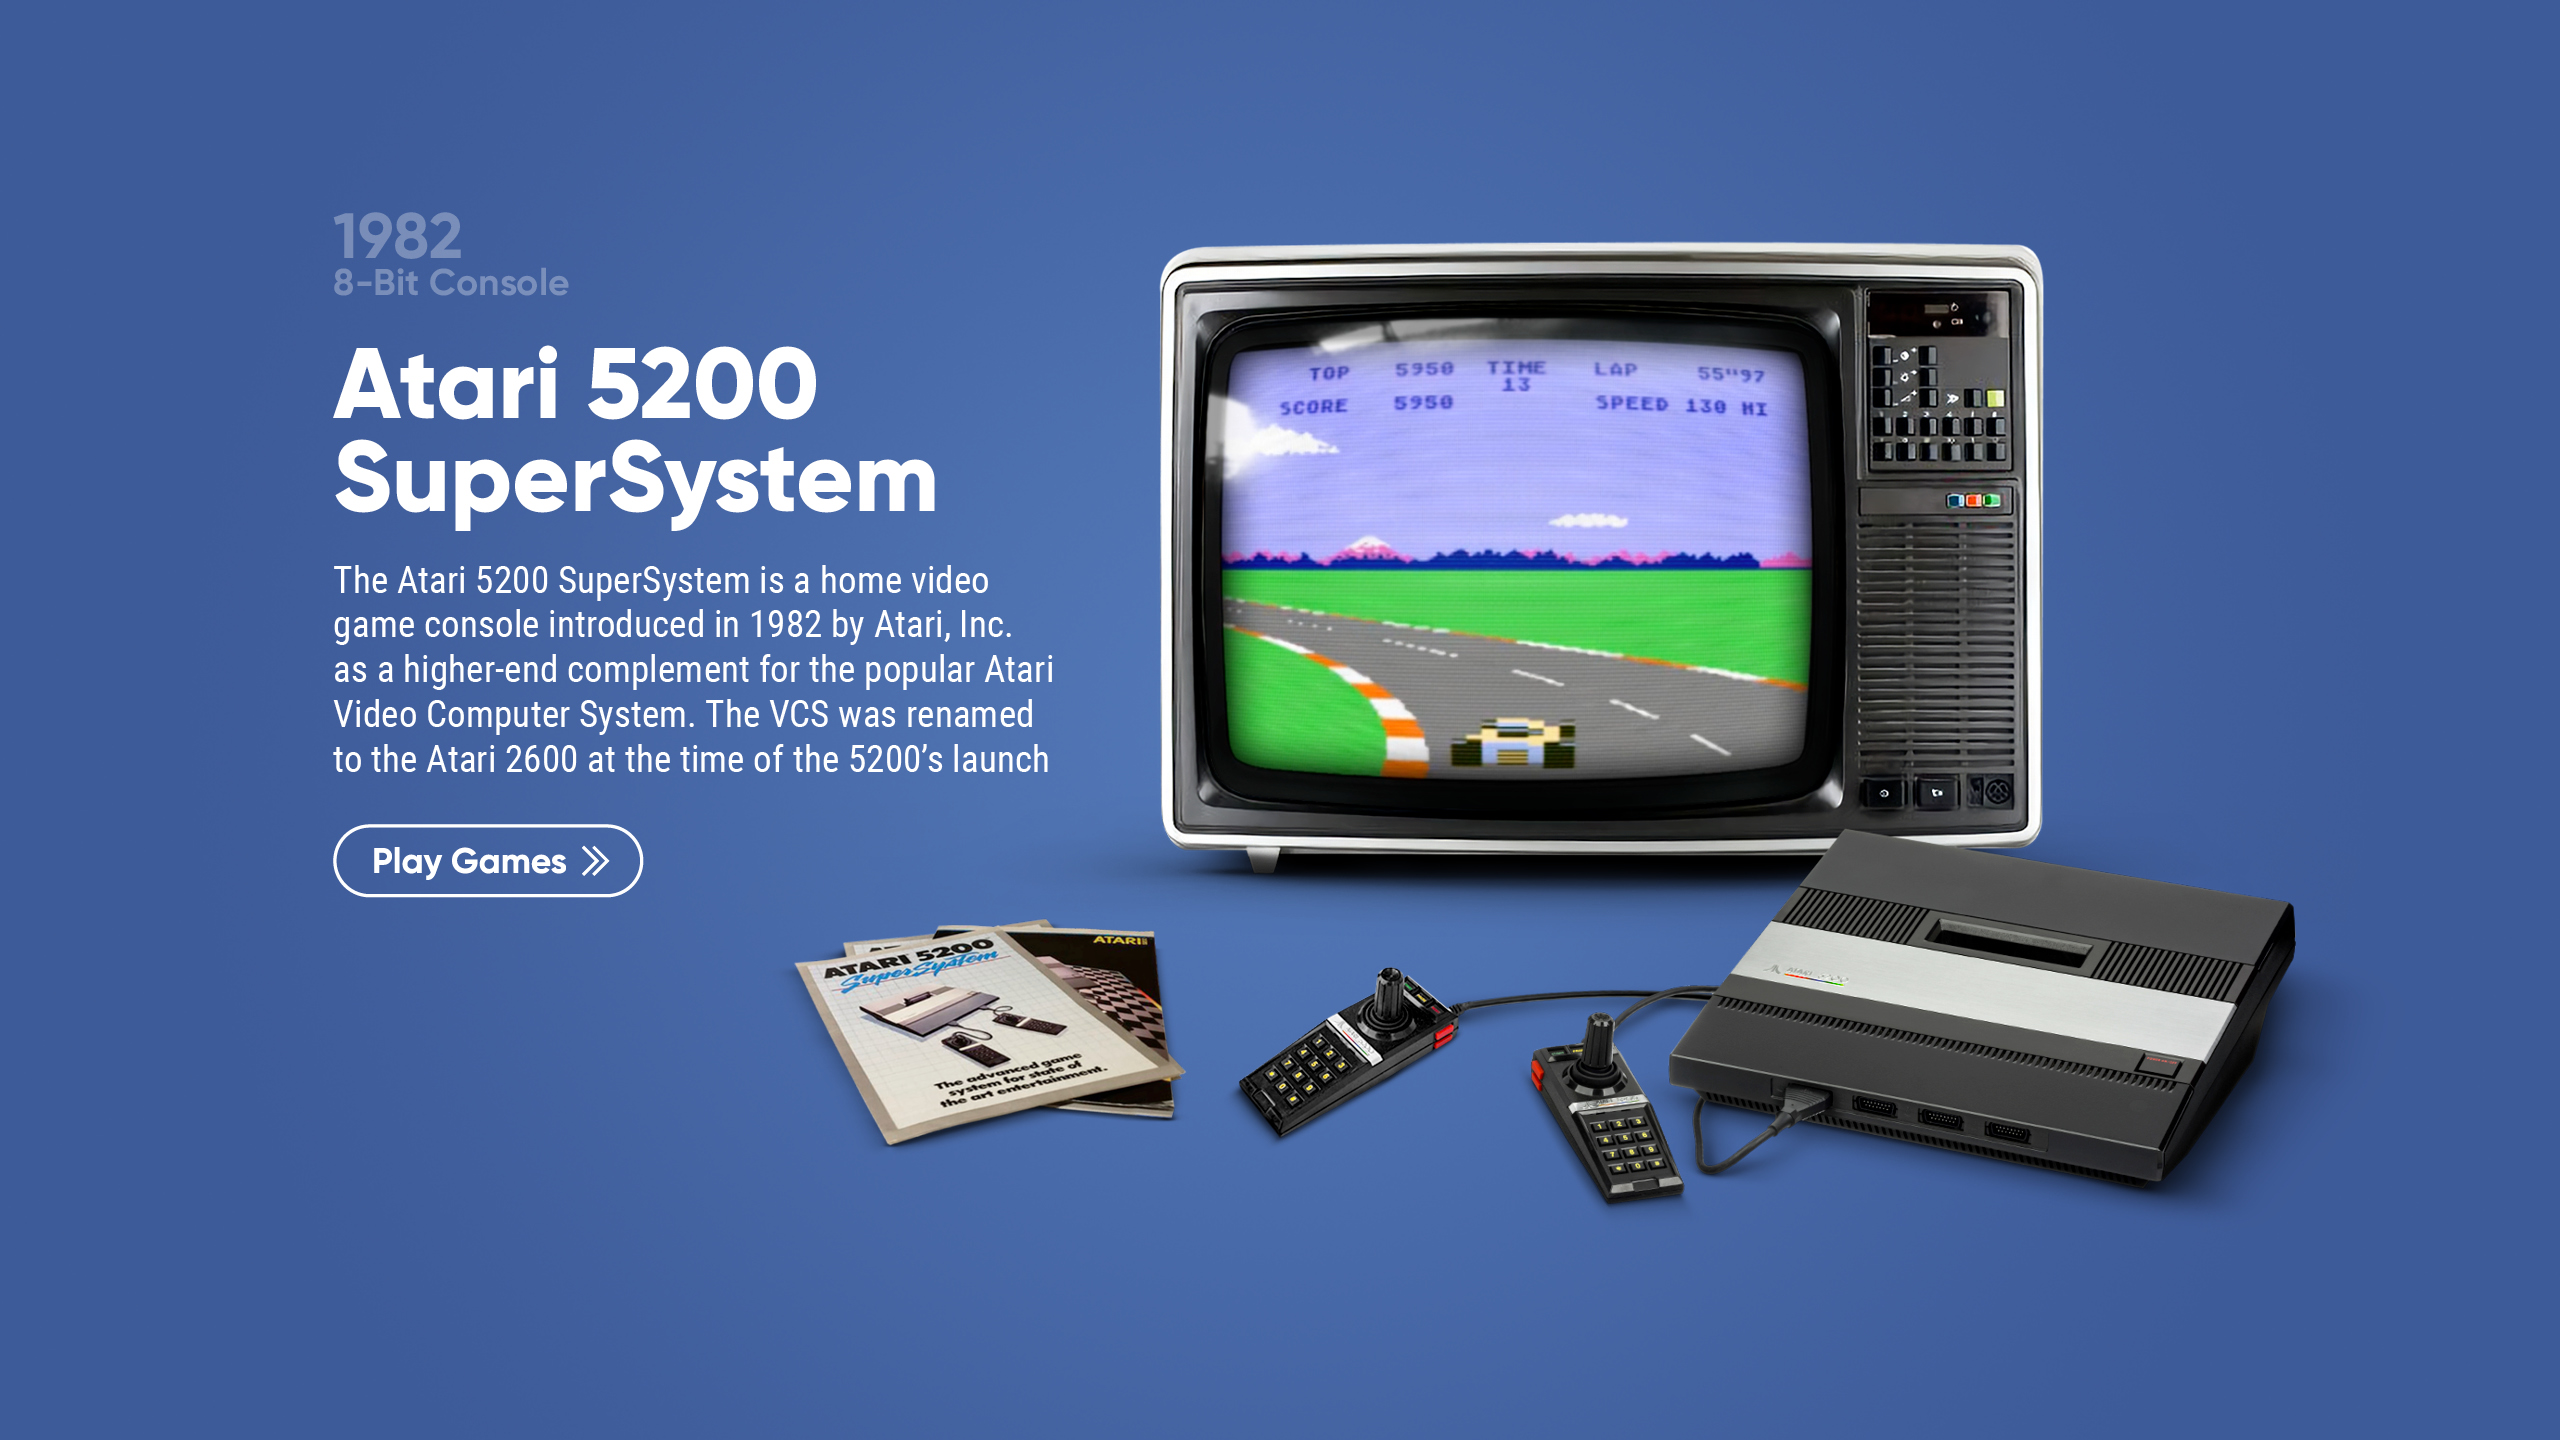 1982
8-Bit Console
Atari 5200
SuperSystem
The Atari 5200 SuperSystem is a home video
game console introduced in 1982 by Atari, Inc.
as a higher-end complement for the popular Atari
Video Computer System. The VCS was renamed
to the Atari 2600 at the time of the 5200’s launch
Play Games
TOP 5950 TIME LAP 55"97
13
SCORE 5950 SPEED 130 MI
ATARI
ATARI 5200
SuperSystem
The advanced game
system for state of
the art entertainment.